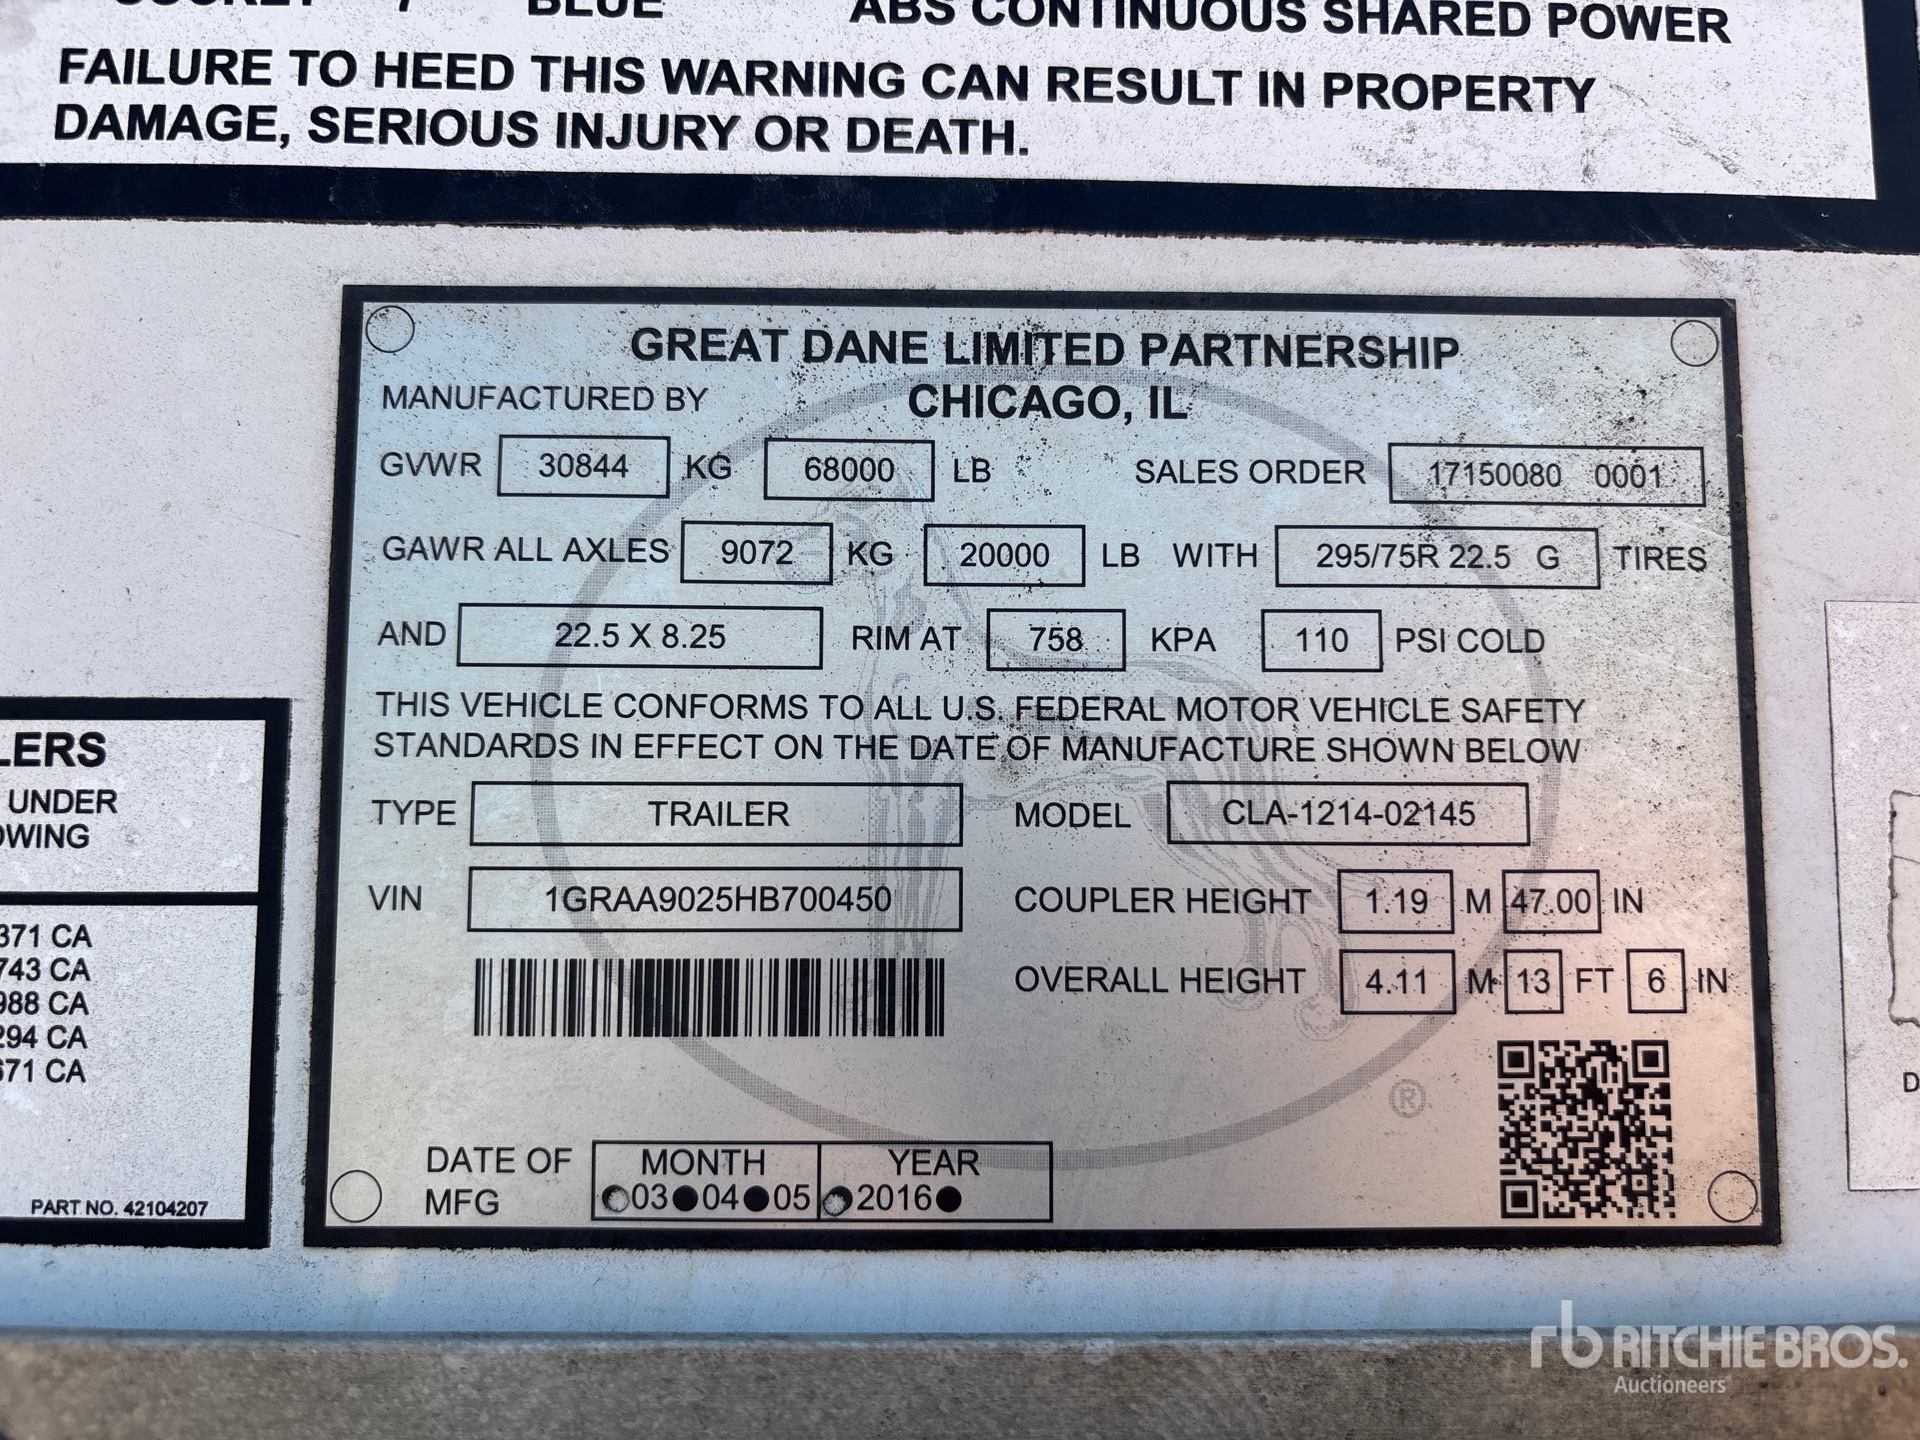 7 BLUE ABS CONTINUOUS SHARED POWER
FAILURE TO HEED THIS WARNING CAN RESULT IN PROPERTY
DAMAGE, SERIOUS INJURY OR DEATH.
GREAT DANE LIMITED PARTNERSHIP
MANUFACTURED BY CHICAGO, IL
GVWR 30844 KG 68000 LB SALES ORDER 17150080 0001
GAWR ALL AXLES 9072 KG 20000 LB WITH 295/75R 22.5 G TIRES
AND 22.5 X 8.25 RIM AT 758 KPA 110 PSI COLD
THIS VEHICLE CONFORMS TO ALL U.S. FEDERAL MOTOR VEHICLE SAFETY
STANDARDS IN EFFECT ON THE DATE OF MANUFACTURE SHOWN BELOW
TYPE TRAILER MODEL CLA-1214-02145
VIN 1GRAA9025HB700450 COUPLER HEIGHT 1.19 M 47.00 IN
OVERALL HEIGHT 4.11 M 13 FT 6 IN
®
DATE OF MFG
MONTH YEAR
03 04 05 2016
LERS
UNDER
OWING
371 CA
743 CA
988 CA
294 CA
671 CA
PART NO. 42104207
D
rb RITCHIE BROS.
Auctioneers